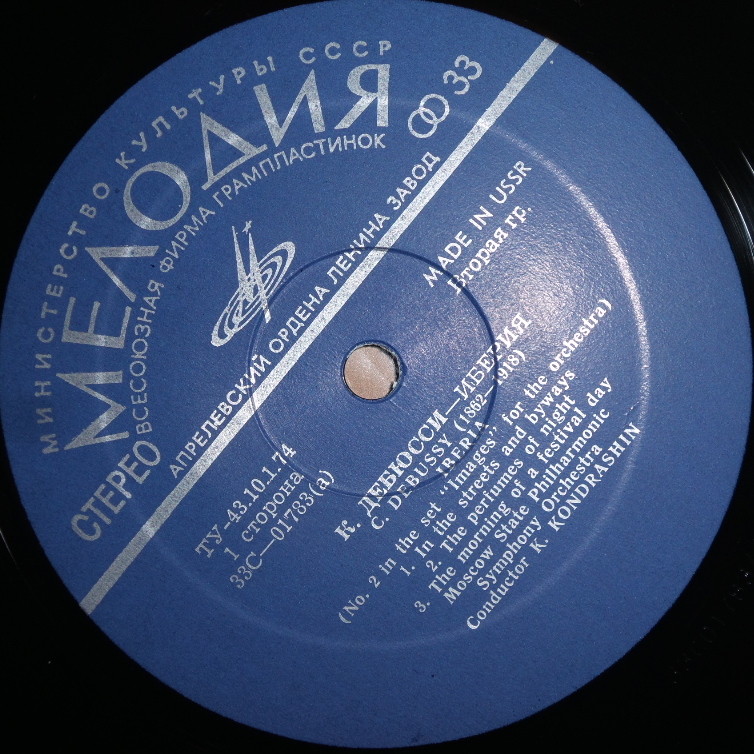 МИНИСТЕРСТВО КУЛЬТУРЫ СССР
МЕЛОДИЯ
ВСЕСОЮЗНАЯ ФИРМА ГРАМПЛАСТИНОК
СТЕРЕО
33
АПРЕЛЕВСКИЙ ОРДЕНА ЛЕНИНА ЗАВОД
MADE IN USSR
Вторая гр.
ТУ—43.10.1.74
1 сторона
33С—01783(а)
К. ДЕБЮССИ—ИБЕРИЯ
C. DEBUSSY (1862—1918)
IBERIA
(No. 2 in the set "Images" for the orchestra)
1. In the streets and byways
2. The perfumes of night
3. The morning of a festival day
Moscow State Philharmonic
Symphony Orchestra
Conductor K. KONDRASHIN